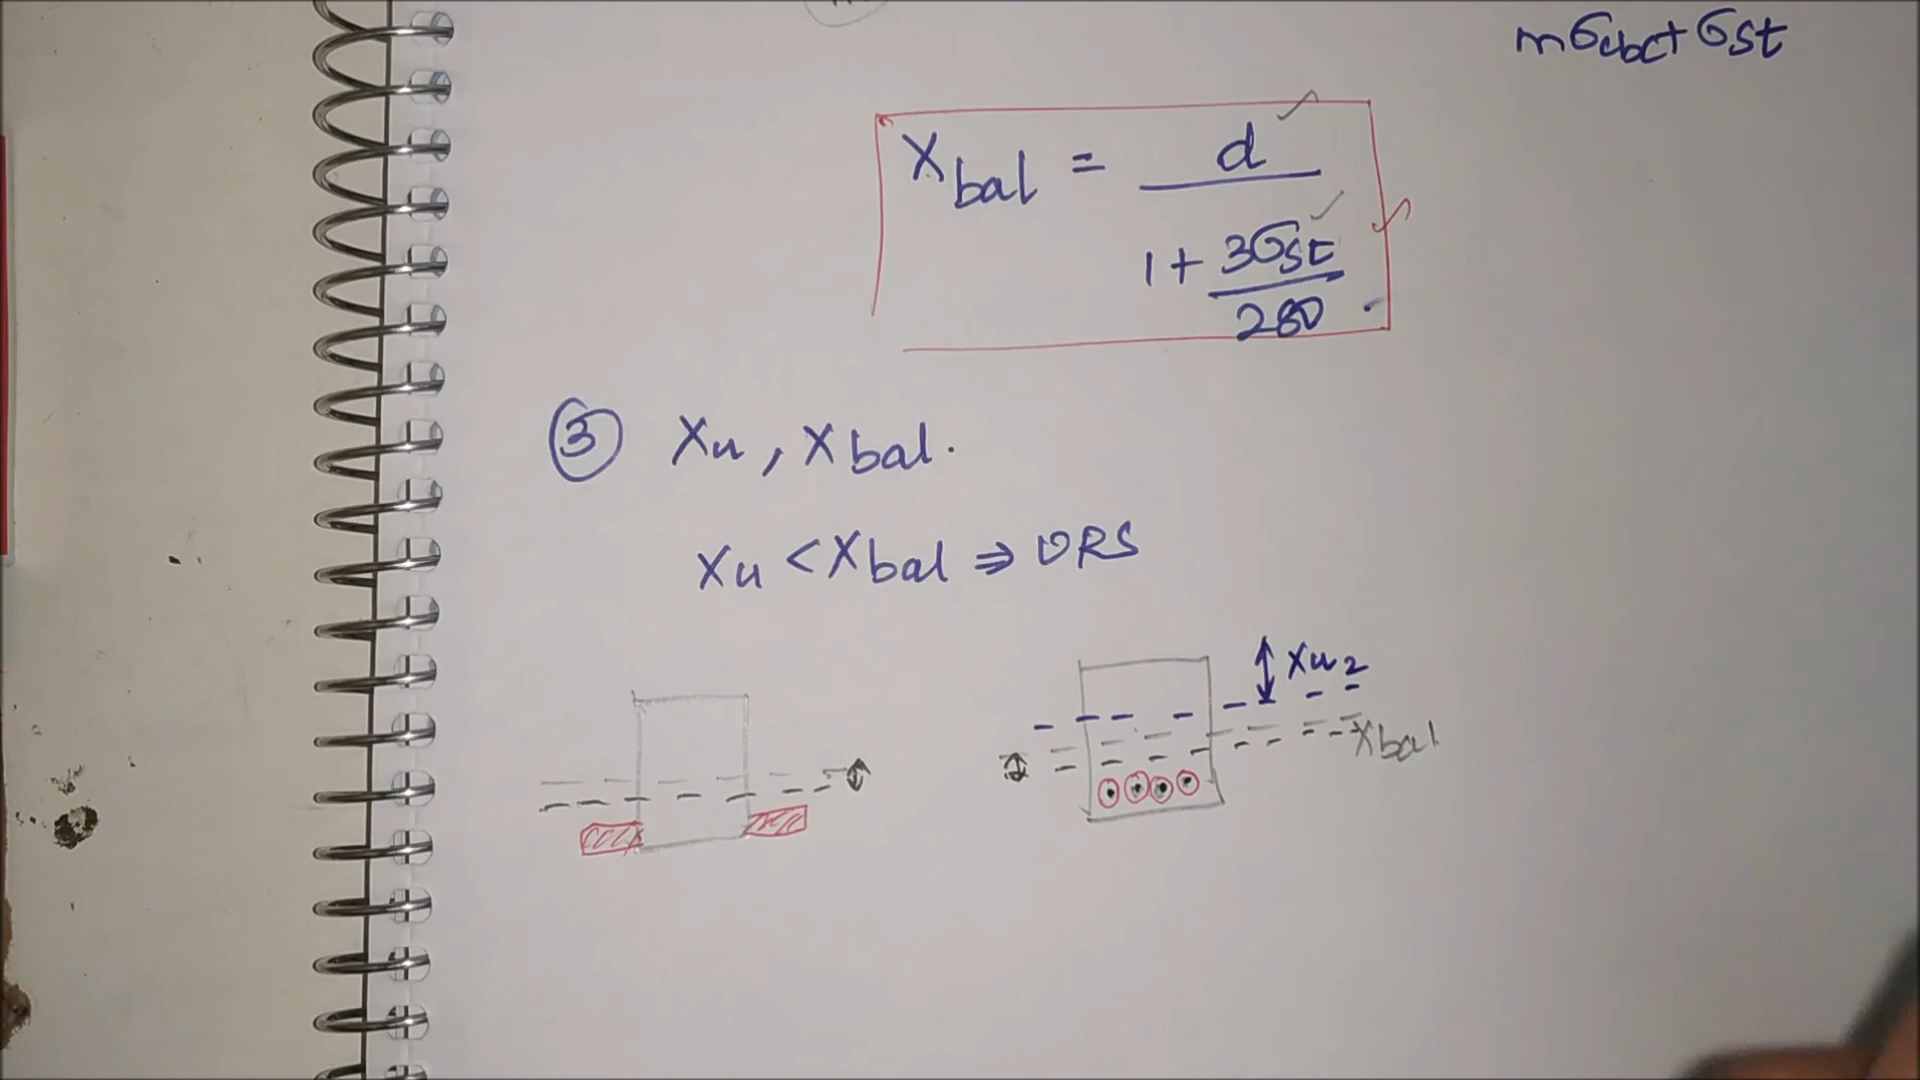 mσcbc + σst
Xbal = d / (1 + 3σst / 280)
③ Xu, Xbal.
Xu < Xbal ⇒ URS
Xu2
Xbal